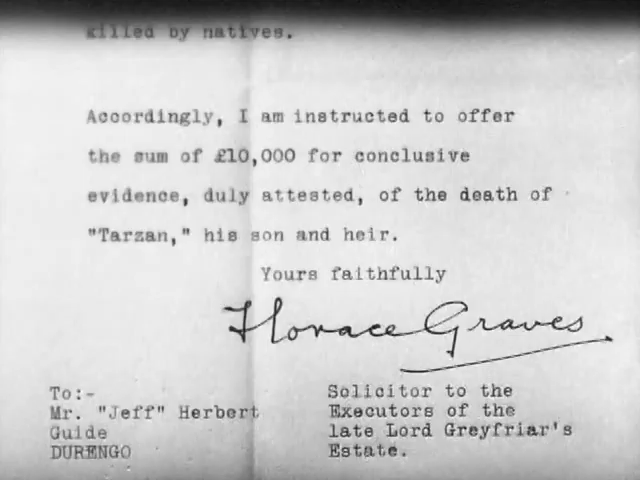 killed by natives.
Accordingly, I am instructed to offer
the sum of £10,000 for conclusive
evidence, duly attested, of the death of
"Tarzan," his son and heir.
Yours faithfully
Horace Graves.
To:-
Mr. "Jeff" Herbert
Guide
DURENGO
Solicitor to the
Executors of the
late Lord Greyfriar's
Estate.